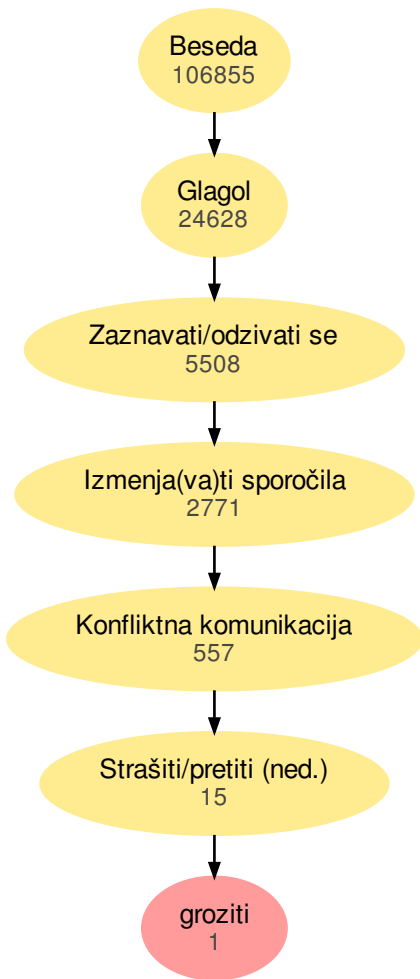 Beseda
106855
Glagol
24628
Zaznavati/odzivati se
5508
Izmenja(va)ti sporočila
2771
Konfliktna komunikacija
557
Strašiti/pretiti (ned.)
15
groziti
1